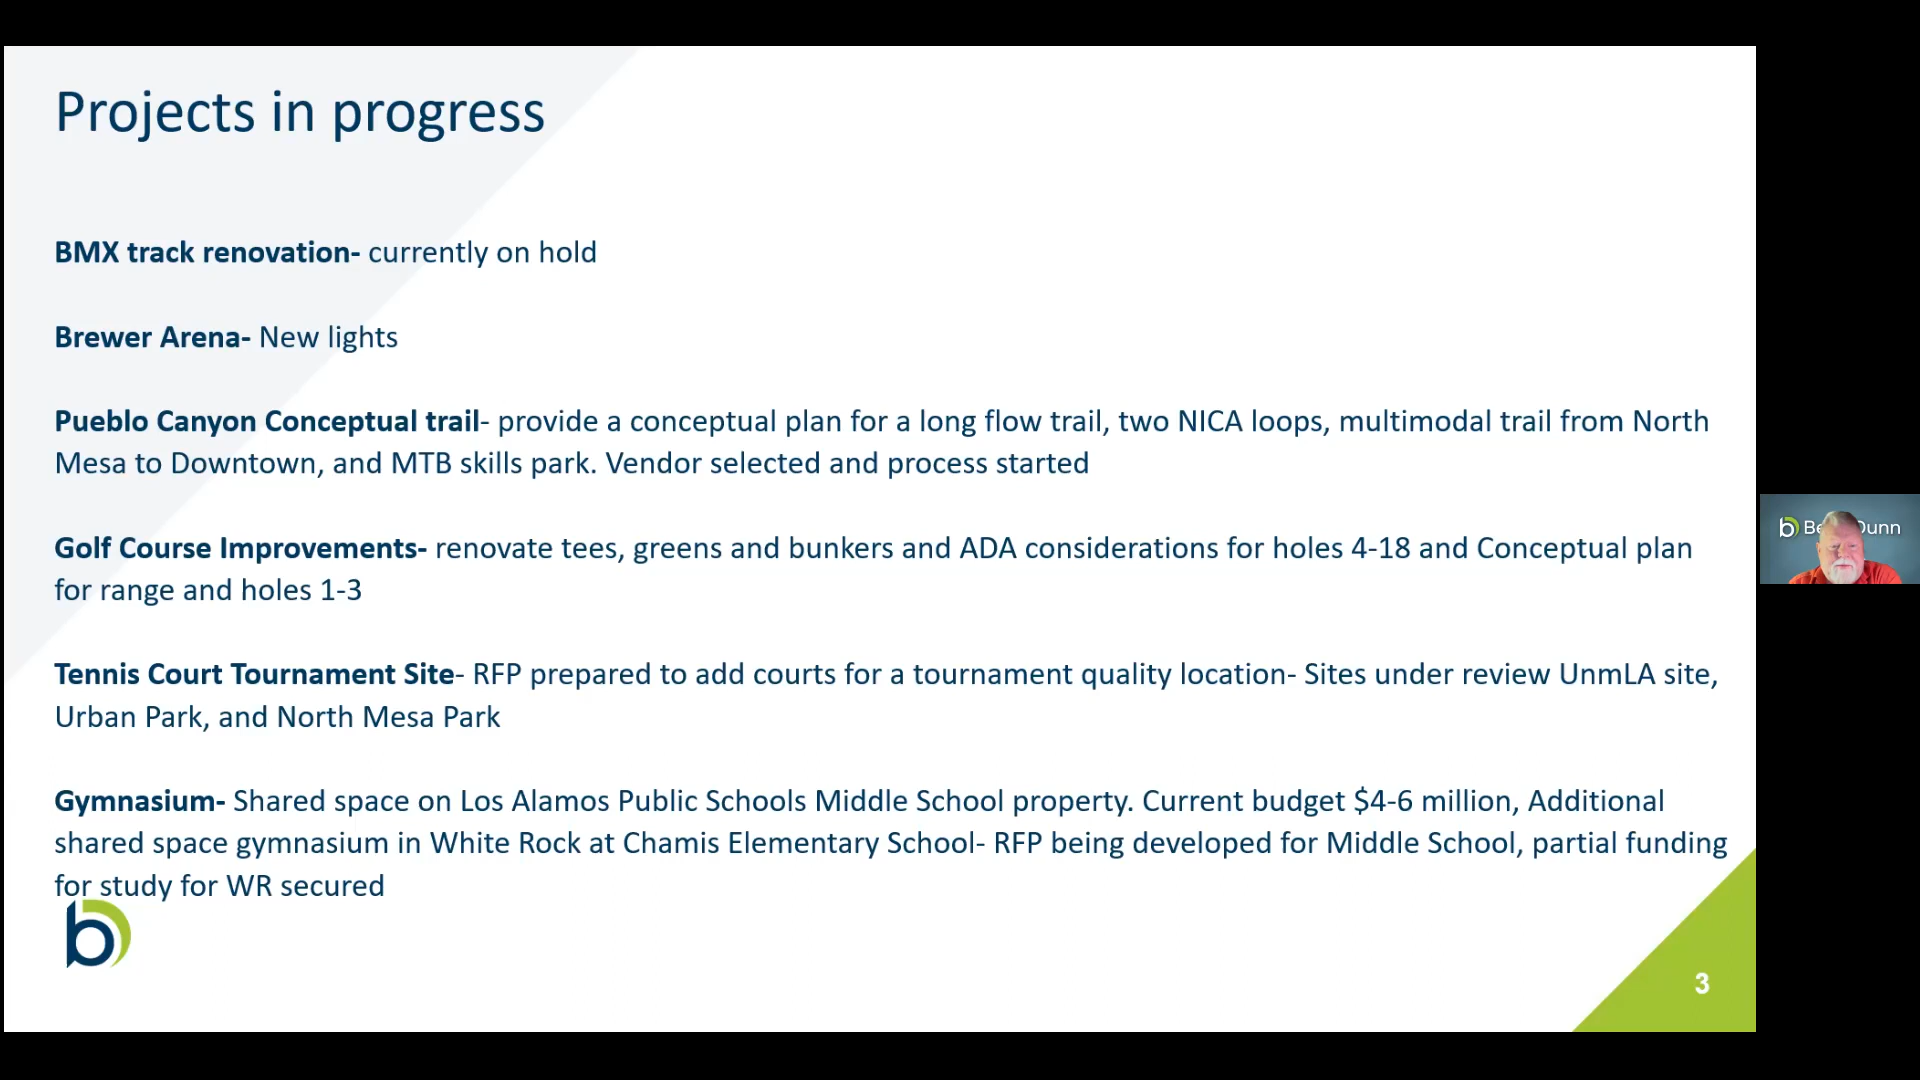 Projects in progress
BMX track renovation- currently on hold
Brewer Arena- New lights
Pueblo Canyon Conceptual trail- provide a conceptual plan for a long flow trail, two NICA loops, multimodal trail from North
Mesa to Downtown, and MTB skills park. Vendor selected and process started
Golf Course Improvements- renovate tees, greens and bunkers and ADA considerations for holes 4-18 and Conceptual plan
for range and holes 1-3
Tennis Court Tournament Site- RFP prepared to add courts for a tournament quality location- Sites under review UnmLA site,
Urban Park, and North Mesa Park
Gymnasium- Shared space on Los Alamos Public Schools Middle School property. Current budget $4-6 million, Additional
shared space gymnasium in White Rock at Chamis Elementary School- RFP being developed for Middle School, partial funding
for study for WR secured
b
3